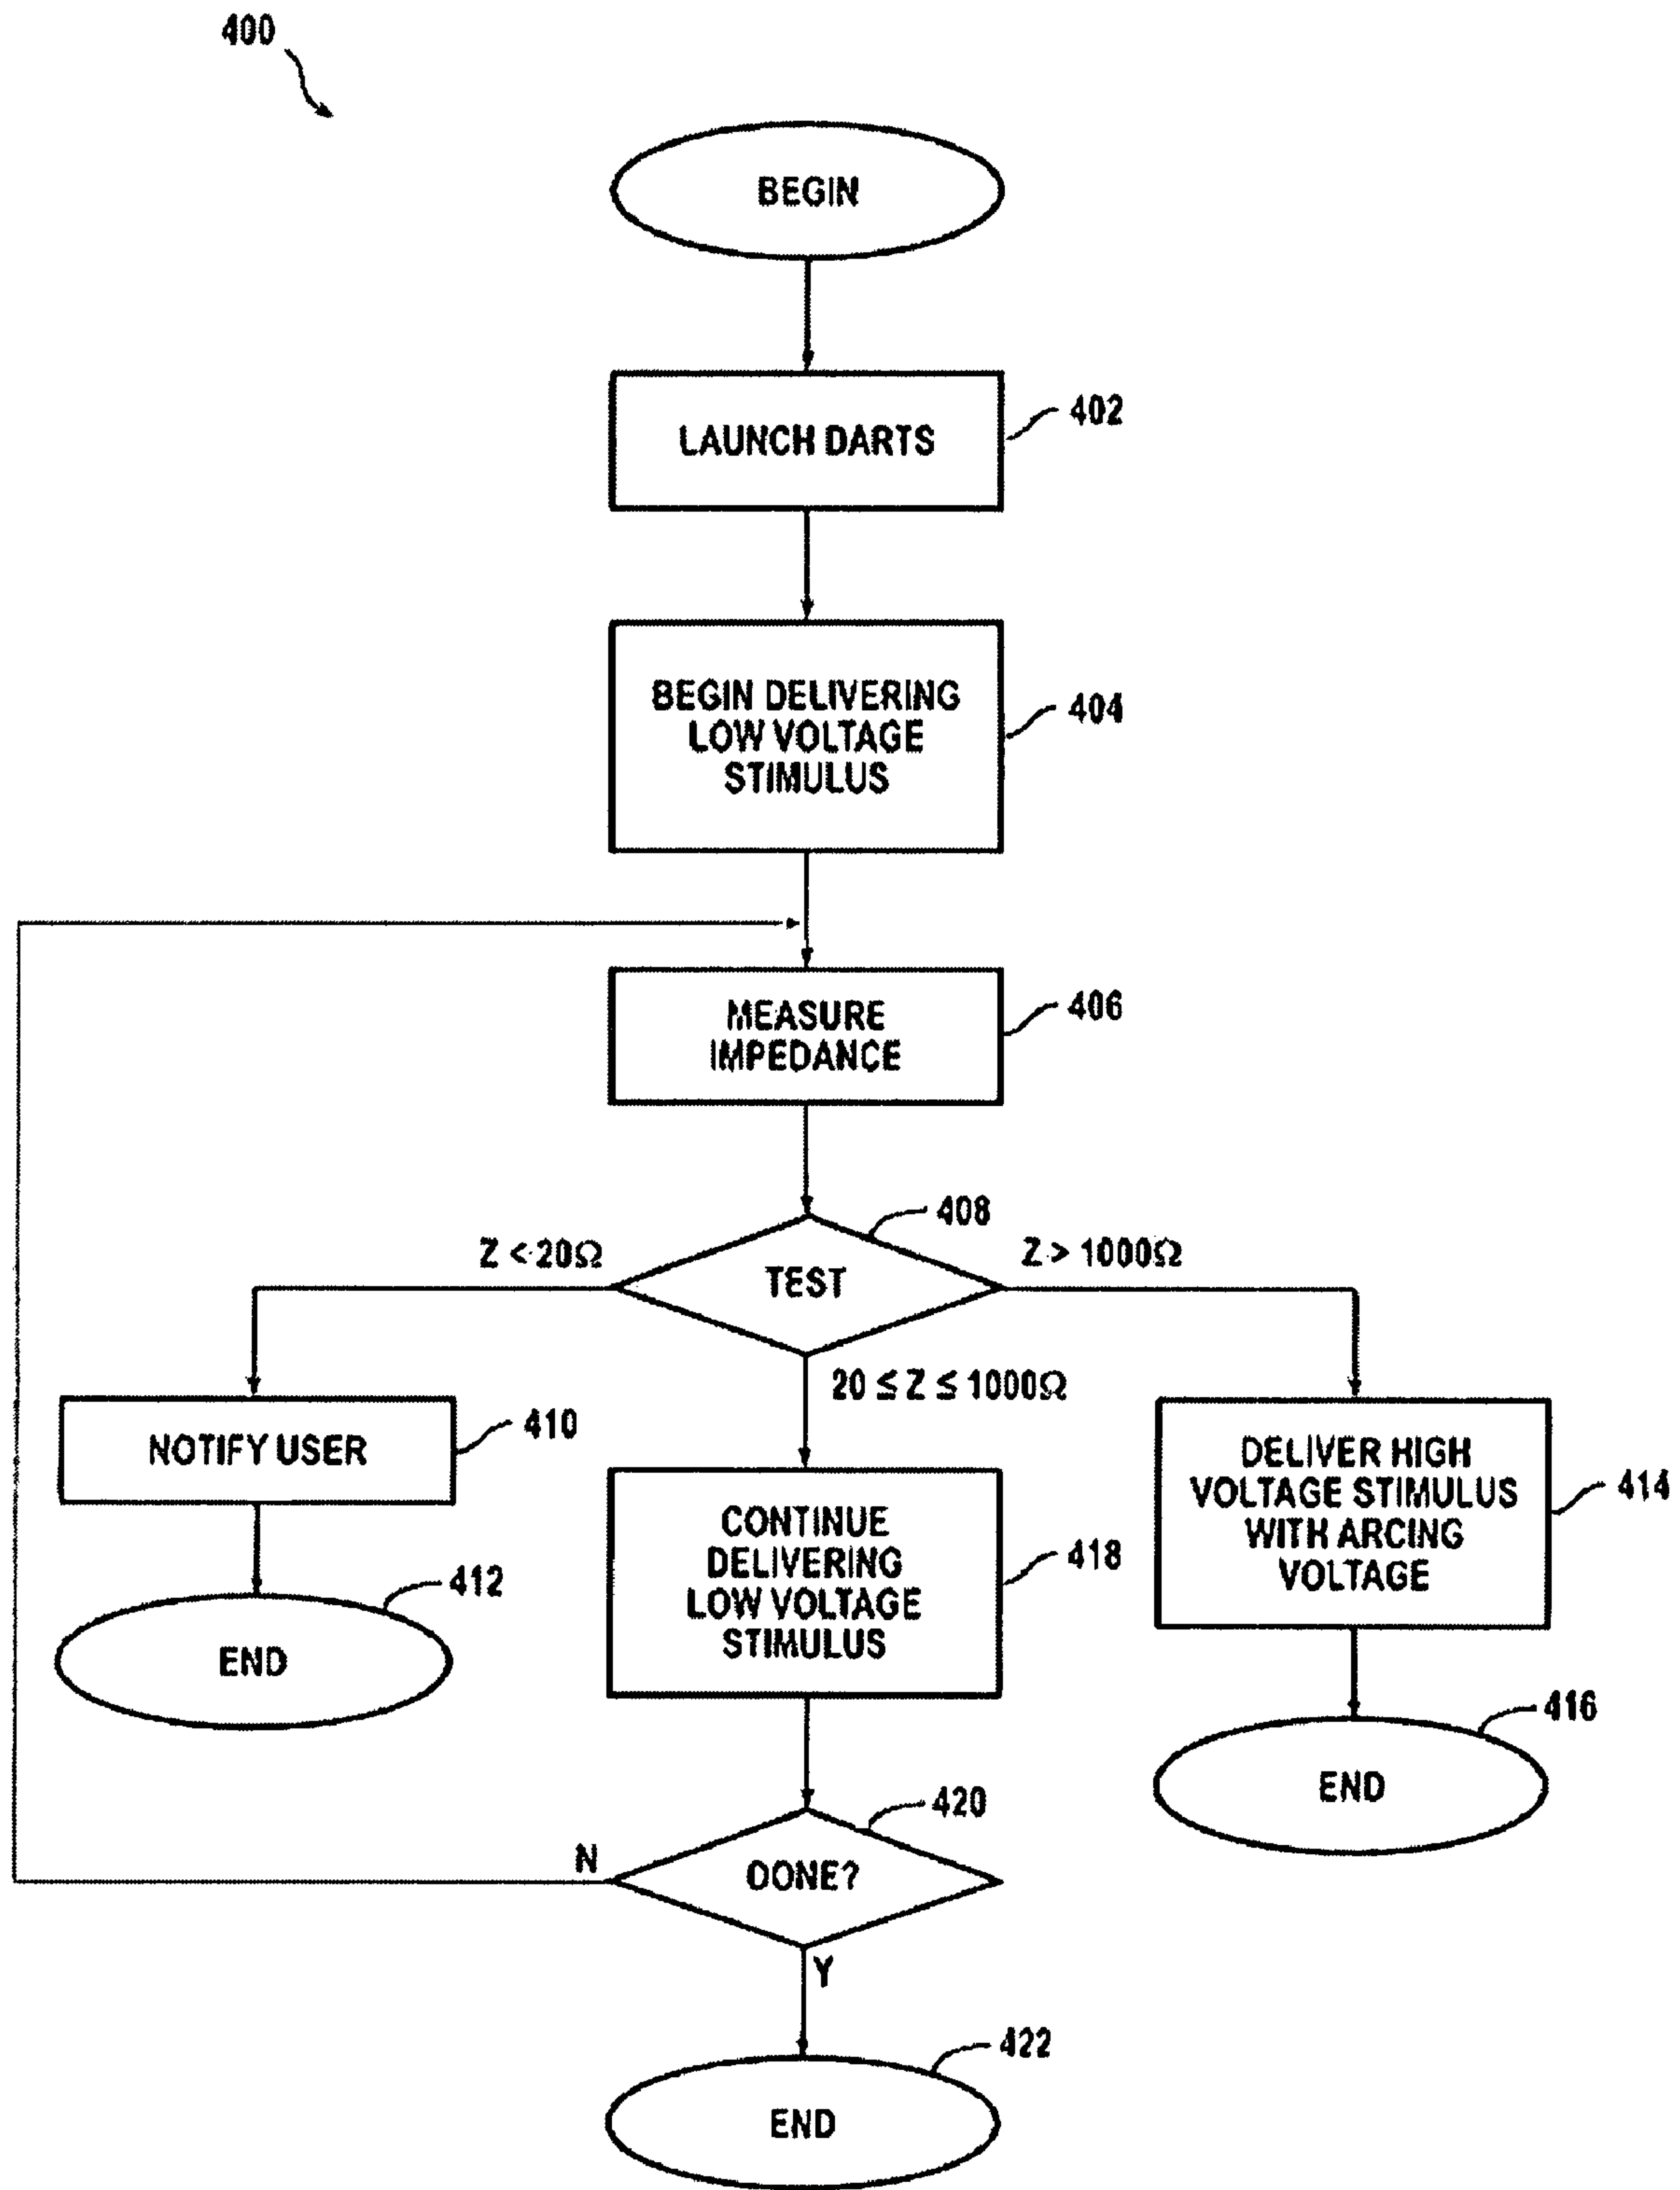 400
BEGIN
LAUNCH DARTS
402
BEGIN DELIVERING
LOW VOLTAGE
STIMULUS
404
MEASURE
IMPEDANCE
406
408
Z < 20Ω
TEST
Z > 1000Ω
20 ≤ Z ≤ 1000Ω
NOTIFY USER
410
DELIVER HIGH
VOLTAGE STIMULUS
WITH ARCING
VOLTAGE
414
CONTINUE
DELIVERING
LOW VOLTAGE
STIMULUS
418
412
END
416
END
420
N
DONE?
Y
422
END